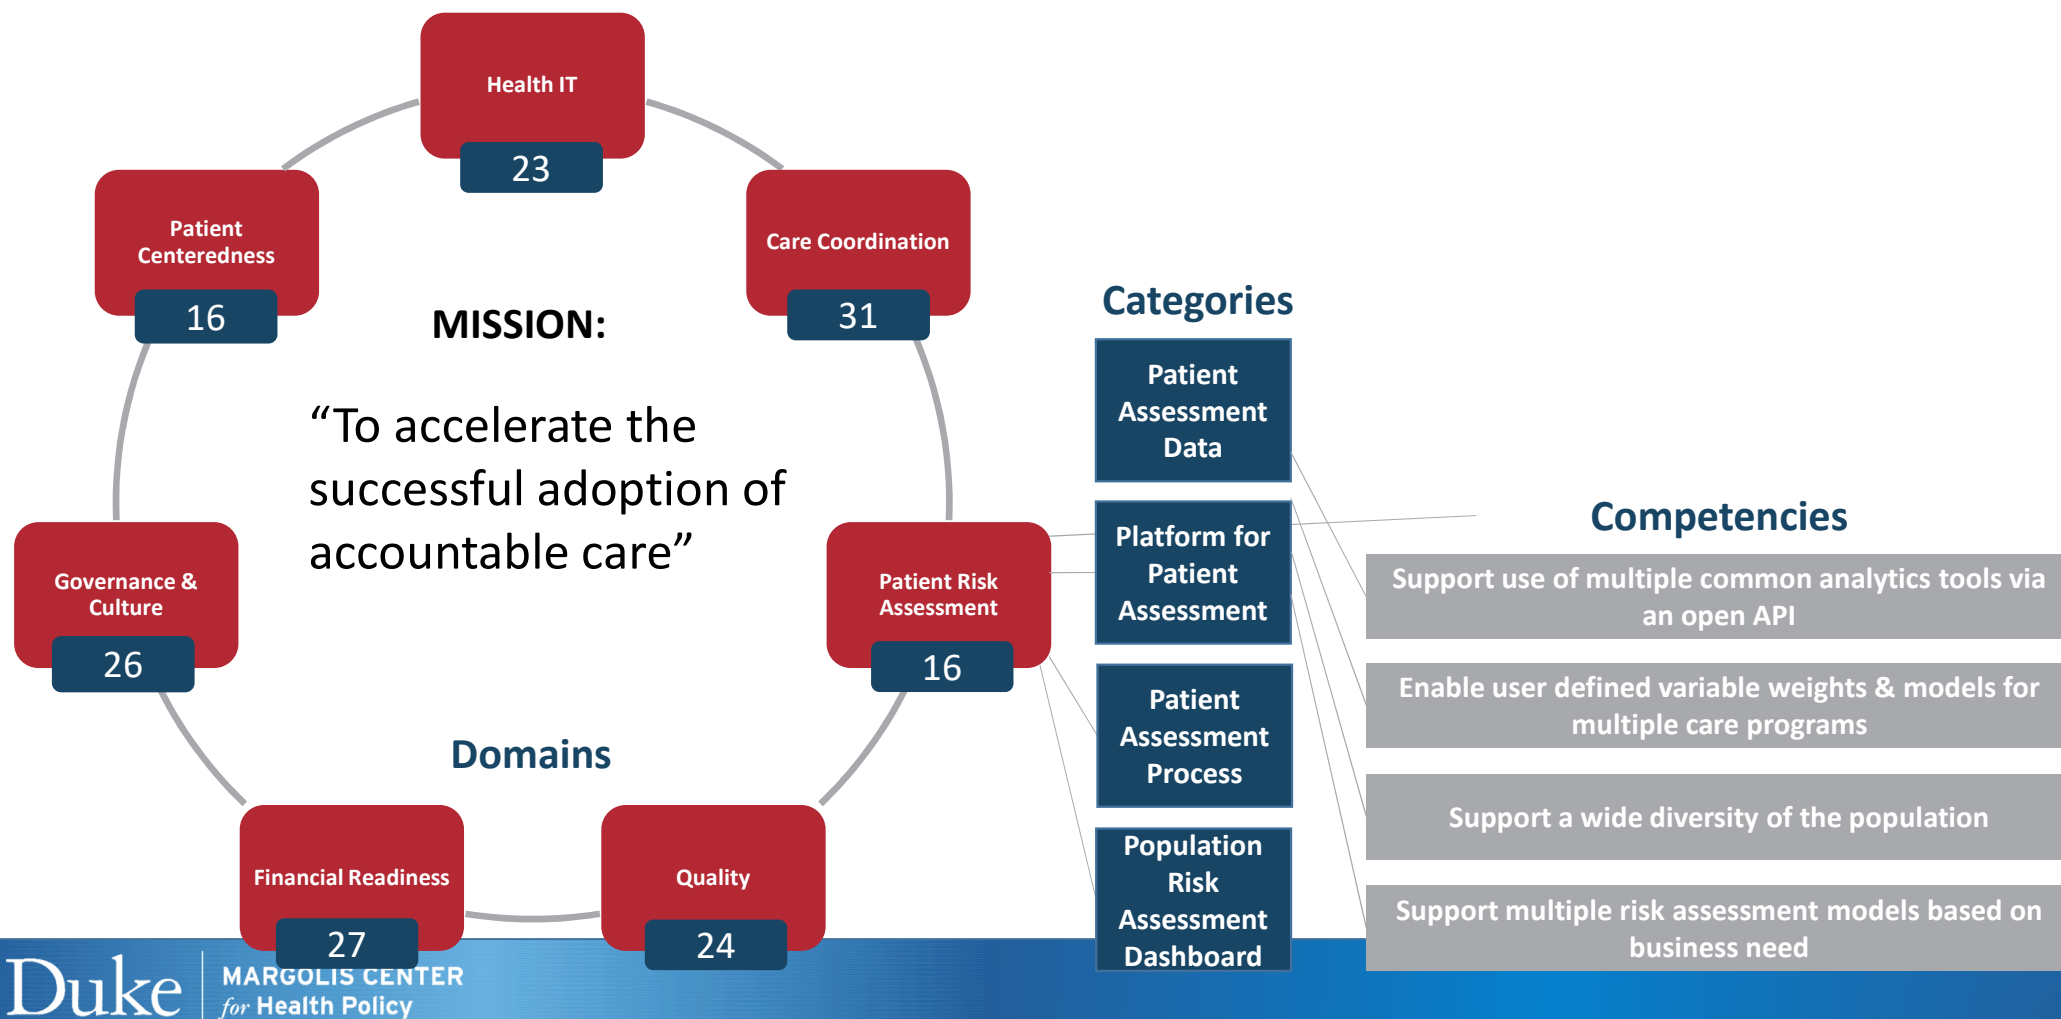 Health IT
23
Patient
Centeredness
16
Care Coordination
31
MISSION:
“To accelerate the
successful adoption of
accountable care”
Governance &
Culture
26
Patient Risk
Assessment
16
Domains
Financial Readiness
27
Quality
24
Categories
Patient
Assessment
Data
Platform for
Patient
Assessment
Patient
Assessment
Process
Population
Risk
Assessment
Dashboard
Competencies
Support use of multiple common analytics tools via
an open API
Enable user defined variable weights & models for
multiple care programs
Support a wide diversity of the population
Support multiple risk assessment models based on
business need
Duke
MARGOLIS CENTER
for Health Policy